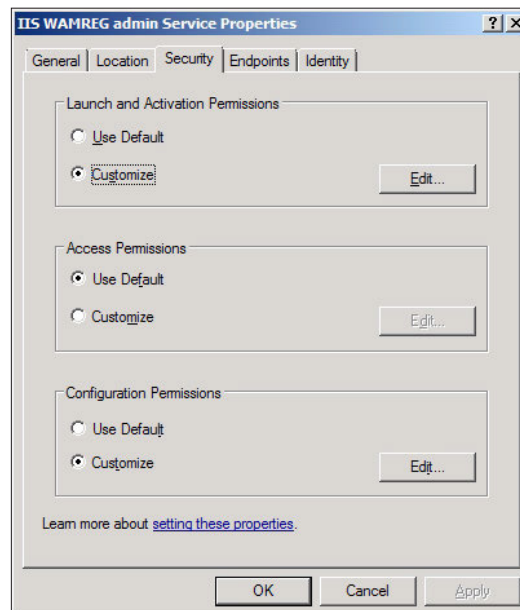 IIS WAMREG admin Service Properties
General Location Security Endpoints Identity
Launch and Activation Permissions
Use Default
Customize Edit...
Access Permissions
Use Default
Customize Edit...
Configuration Permissions
Use Default
Customize Edit...
Learn more about setting these properties.
OK Cancel Apply